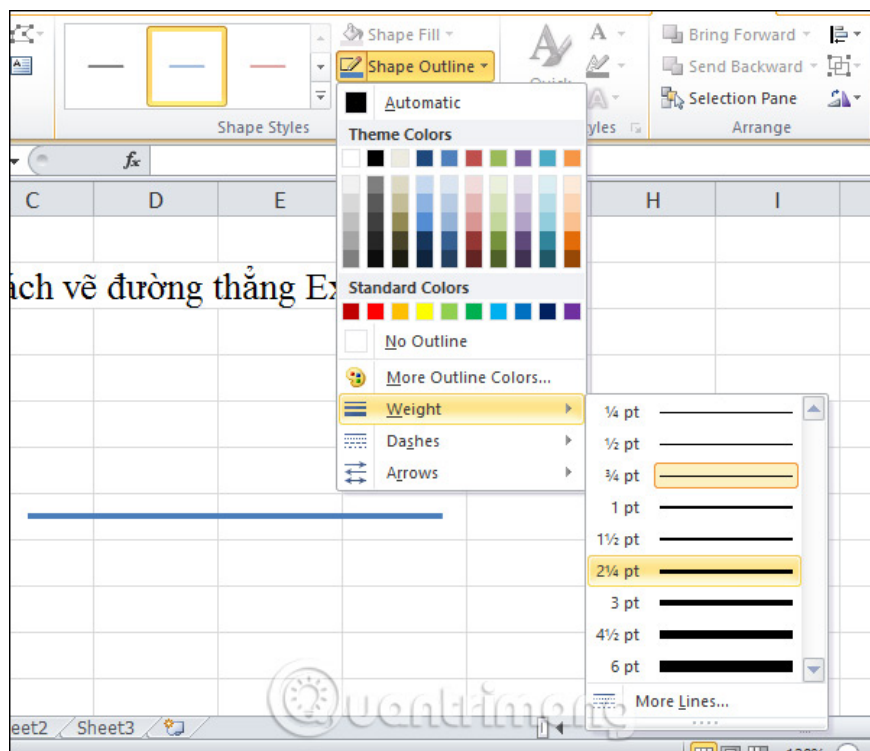 Shape Fill
A
Bring Forward
Shape Outline
Send Backward
Selection Pane
Automatic
Shape Styles
yles
Arrange
Theme Colors
fx
C D E H I
ách vẽ đường thẳng Ex
Standard Colors
No Outline
More Outline Colors...
Weight
Dashes
Arrows
¼ pt
½ pt
¾ pt
1 pt
1½ pt
2¼ pt
3 pt
4½ pt
6 pt
More Lines...
Quantrimang
eet2 Sheet3